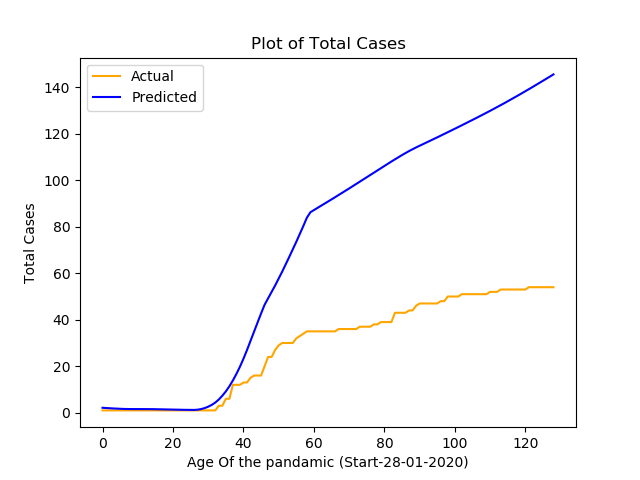 Plot of Total Cases
Actual
Predicted
140
120
100
80
60
40
20
0
Total Cases
0 20 40 60 80 100 120
Age Of the pandamic (Start-28-01-2020)